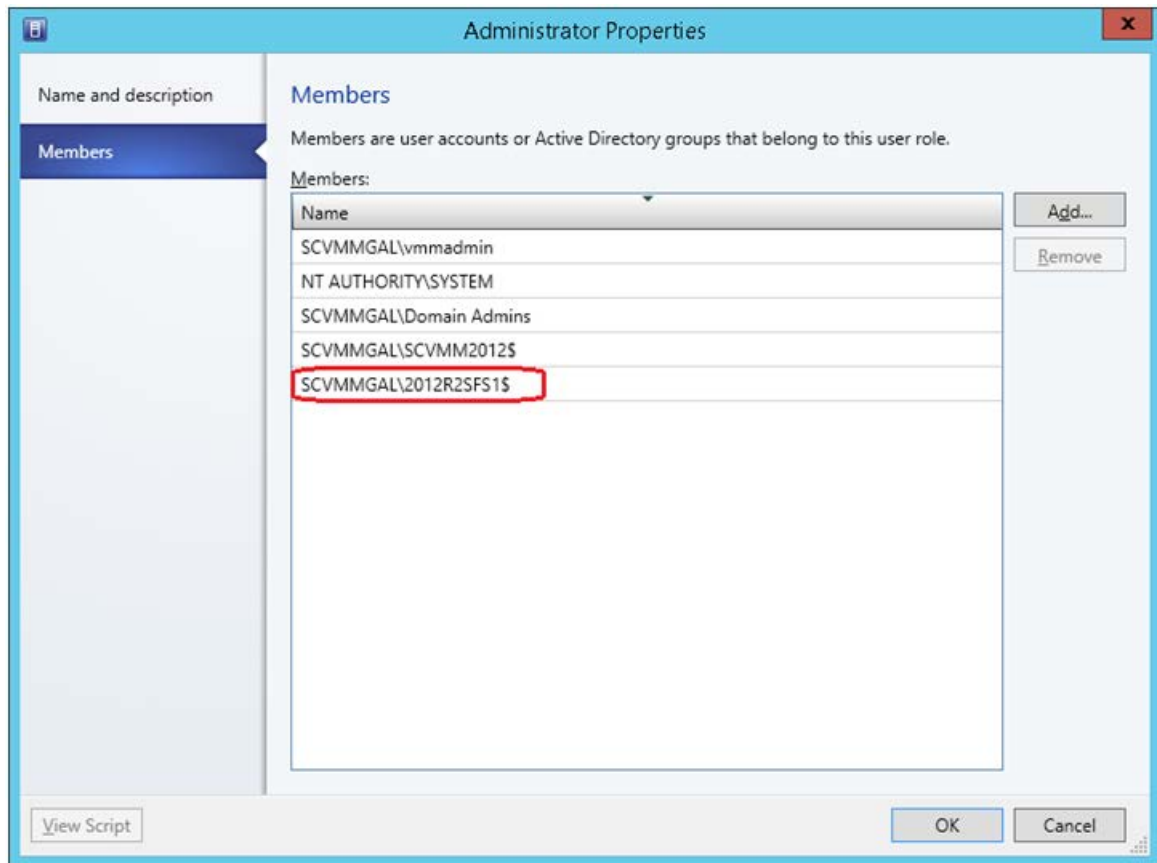 Administrator Properties
x
Name and description
Members
Members
Members are user accounts or Active Directory groups that belong to this user role.
Members:
Name
SCVMMGAL\vmmadmin
NT AUTHORITY\SYSTEM
SCVMMGAL\Domain Admins
SCVMMGAL\SCVMM2012$
SCVMMGAL\2012R2SFS1$
Add...
Remove
View Script
OK
Cancel